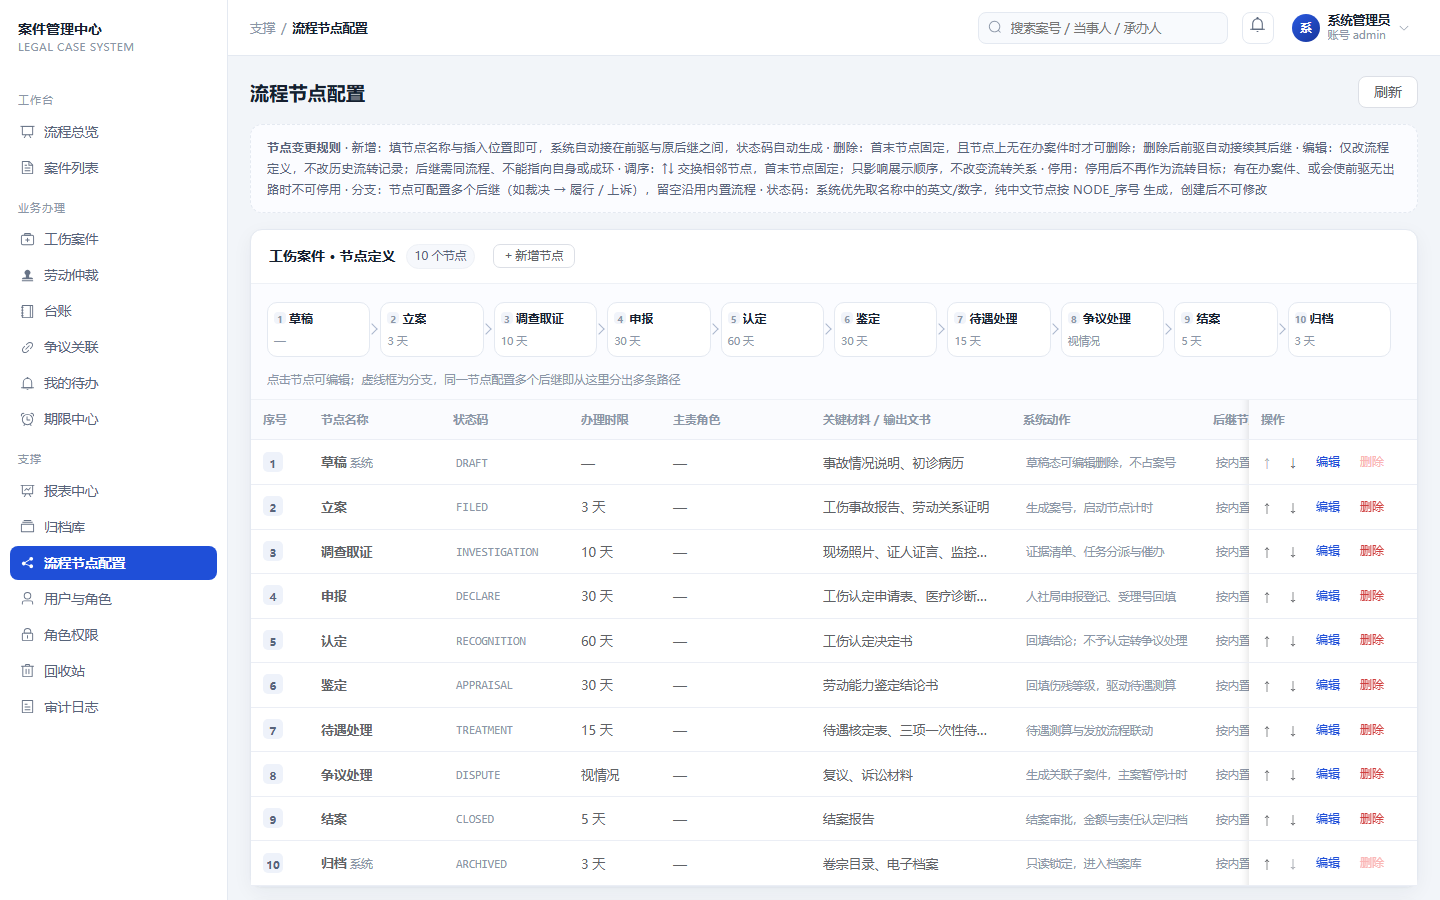 案件管理中心
LEGAL CASE SYSTEM
工作台
流程总览
案件列表
业务办理
工伤案件
劳动仲裁
台账
争议关联
我的待办
期限中心
支撑
报表中心
归档库
流程节点配置
用户与角色
角色权限
回收站
审计日志
支撑 / 流程节点配置
搜索案号 / 当事人 / 承办人
系
系统管理员
账号 admin
流程节点配置
刷新
节点变更规则 · 新增：填节点名称与插入位置即可，系统自动接在前驱与原后继之间，状态码自动生成 · 删除：首末节点固定，且节点上无在办案件时才可删除；删除后前驱自动接续其后继 · 编辑：仅改流程
定义，不改历史流转记录；后继需同流程、不能指向自身或成环 · 调序：↑↓ 交换相邻节点，首末节点固定；只影响展示顺序，不改变流转关系 · 停用：停用后不再作为流转目标；有在办案件、或会使前驱无出
路时不可停用 · 分支：节点可配置多个后继（如裁决 → 履行 / 上诉），留空沿用内置流程 · 状态码：系统优先取名称中的英文/数字，纯中文节点按 NODE_序号 生成，创建后不可修改
工伤案件 • 节点定义 10 个节点 + 新增节点
1 草稿
—
2 立案
3 天
3 调查取证
10 天
4 申报
30 天
5 认定
60 天
6 鉴定
30 天
7 待遇处理
15 天
8 争议处理
视情况
9 结案
5 天
10 归档
3 天
点击节点可编辑；虚线框为分支，同一节点配置多个后继即从这里分出多条路径
序号 节点名称 状态码 办理时限 主责角色 关键材料 / 输出文书 系统动作 后继节 操作
1 草稿 系统 DRAFT — — 事故情况说明、初诊病历 草稿态可编辑删除，不占案号 按内置 ↑ ↓ 编辑 删除
2 立案 FILED 3 天 — 工伤事故报告、劳动关系证明 生成案号，启动节点计时 按内置 ↑ ↓ 编辑 删除
3 调查取证 INVESTIGATION 10 天 — 现场照片、证人证言、监控... 证据清单、任务分派与催办 按内置 ↑ ↓ 编辑 删除
4 申报 DECLARE 30 天 — 工伤认定申请表、医疗诊断... 人社局申报登记、受理号回填 按内置 ↑ ↓ 编辑 删除
5 认定 RECOGNITION 60 天 — 工伤认定决定书 回填结论；不予认定转争议处理 按内置 ↑ ↓ 编辑 删除
6 鉴定 APPRAISAL 30 天 — 劳动能力鉴定结论书 回填伤残等级，驱动待遇测算 按内置 ↑ ↓ 编辑 删除
7 待遇处理 TREATMENT 15 天 — 待遇核定表、三项一次性待... 待遇测算与发放流程联动 按内置 ↑ ↓ 编辑 删除
8 争议处理 DISPUTE 视情况 — 复议、诉讼材料 生成关联子案件，主案暂停计时 按内置 ↑ ↓ 编辑 删除
9 结案 CLOSED 5 天 — 结案报告 结案审批，金额与责任认定归档 按内置 ↑ ↓ 编辑 删除
10 归档 系统 ARCHIVED 3 天 — 卷宗目录、电子档案 只读锁定，进入档案库 按内置 ↑ ↓ 编辑 删除